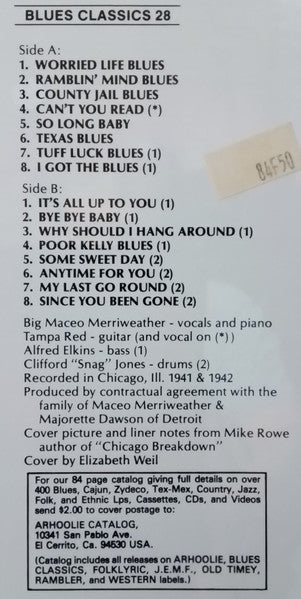 BLUES CLASSICS 28
Side A:
1. WORRIED LIFE BLUES
2. RAMBLIN' MIND BLUES
3. COUNTY JAIL BLUES
4. CAN'T YOU READ (*)
5. SO LONG BABY
6. TEXAS BLUES
7. TUFF LUCK BLUES (1)
8. I GOT THE BLUES (1)
84F50
Side B:
1. IT'S ALL UP TO YOU (1)
2. BYE BYE BABY (1)
3. WHY SHOULD I HANG AROUND (1)
4. POOR KELLY BLUES (1)
5. SOME SWEET DAY (2)
6. ANYTIME FOR YOU (2)
7. MY LAST GO ROUND (2)
8. SINCE YOU BEEN GONE (2)
Big Maceo Merriweather - vocals and piano
Tampa Red - guitar (and vocal on (*))
Alfred Elkins - bass (1)
Clifford "Snag" Jones - drums (2)
Recorded in Chicago, Ill. 1941 & 1942
Produced by contractual agreement with the
family of Maceo Merriweather &
Majorette Dawson of Detroit
Cover picture and liner notes from Mike Rowe
author of "Chicago Breakdown"
Cover by Elizabeth Weil
For our 84 page catalog giving full details on over
400 Blues, Cajun, Zydeco, Tex-Mex, Country, Jazz,
Folk, and Ethnic Lps, Cassettes, CDs, and Videos
send $2.00 to cover postage to:
ARHOOLIE CATALOG,
10341 San Pablo Ave.
El Cerrito, Ca. 94530 USA.
(Catalog includes all releases on ARHOOLIE, BLUES
CLASSICS, FOLKLYRIC, J.E.M.F., OLD TIMEY,
RAMBLER, and WESTERN labels.)